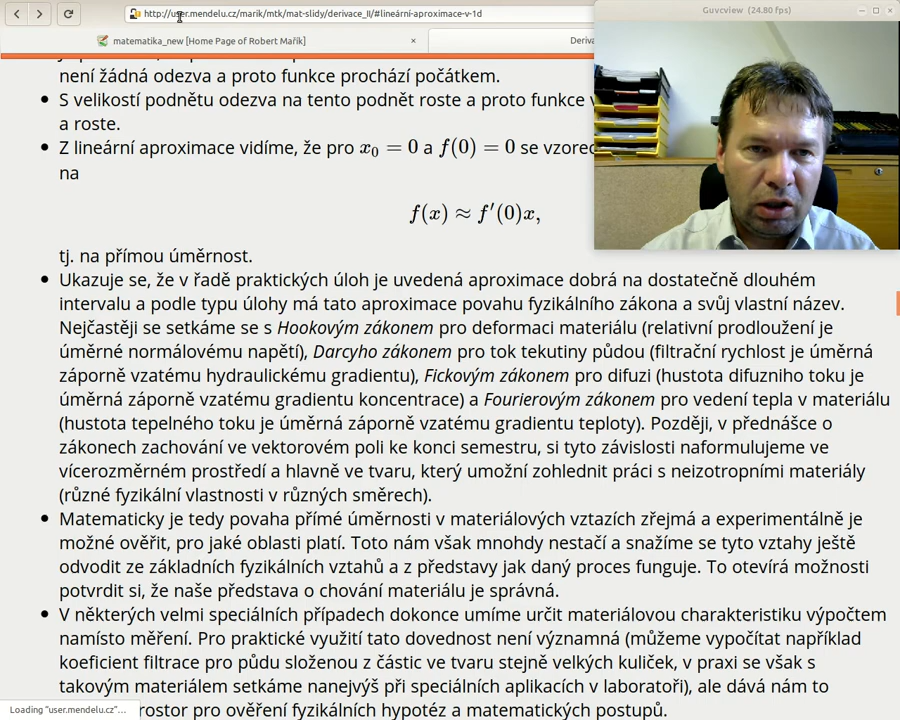 http://user.mendelu.cz/marik/mtk/mat-slidy/derivace_II/#lineární-aproximace-v-1d
Guvcview (24.80 fps)
matematika_new [Home Page of Robert Mařík]
Deriva
není žádná odezva a proto funkce prochází počátkem.
S velikostí podnětu odezva na tento podnět roste a proto funkce v
a roste.
Z lineární aproximace vidíme, že pro x₀ = 0 a f(0) = 0 se vzorec
na
f(x) ≈ f′(0)x,
tj. na přímou úměrnost.
Ukazuje se, že v řadě praktických úloh je uvedená aproximace dobrá na dostatečně dlouhém
intervalu a podle typu úlohy má tato aproximace povahu fyzikálního zákona a svůj vlastní název.
Nejčastěji se setkáme se s Hookovým zákonem pro deformaci materiálu (relativní prodloužení je
úměrné normálovému napětí), Darcyho zákonem pro tok tekutiny půdou (filtrační rychlost je úměrná
záporně vzatému hydraulickému gradientu), Fickovým zákonem pro difuzi (hustota difuzniho toku je
úměrná záporně vzatému gradientu koncentrace) a Fourierovým zákonem pro vedení tepla v materiálu
(hustota tepelného toku je úměrná záporně vzatému gradientu teploty). Později, v přednášce o
zákonech zachování ve vektorovém poli ke konci semestru, si tyto závislosti naformulujeme ve
vícerozměrném prostředí a hlavně ve tvaru, který umožní zohlednit práci s neizotropními materiály
(různé fyzikální vlastnosti v různých směrech).
Matematicky je tedy povaha přímé úměrnosti v materiálových vztazích zřejmá a experimentálně je
možné ověřit, pro jaké oblasti platí. Toto nám však mnohdy nestačí a snažíme se tyto vztahy ještě
odvodit ze základních fyzikálních vztahů a z představy jak daný proces funguje. To otevírá možnosti
potvrdit si, že naše představa o chování materiálu je správná.
V některých velmi speciálních případech dokonce umíme určit materiálovou charakteristiku výpočtem
namísto měření. Pro praktické využití tato dovednost není významná (můžeme vypočítat například
koeficient filtrace pro půdu složenou z částic ve tvaru stejně velkých kuliček, v praxi se však s
takovým materiálem setkáme nanejvýš při speciálních aplikacích v laboratoři), ale dává nám to
rostor pro ověření fyzikálních hypotéz a matematických postupů.
Loading "user.mendelu.cz"...